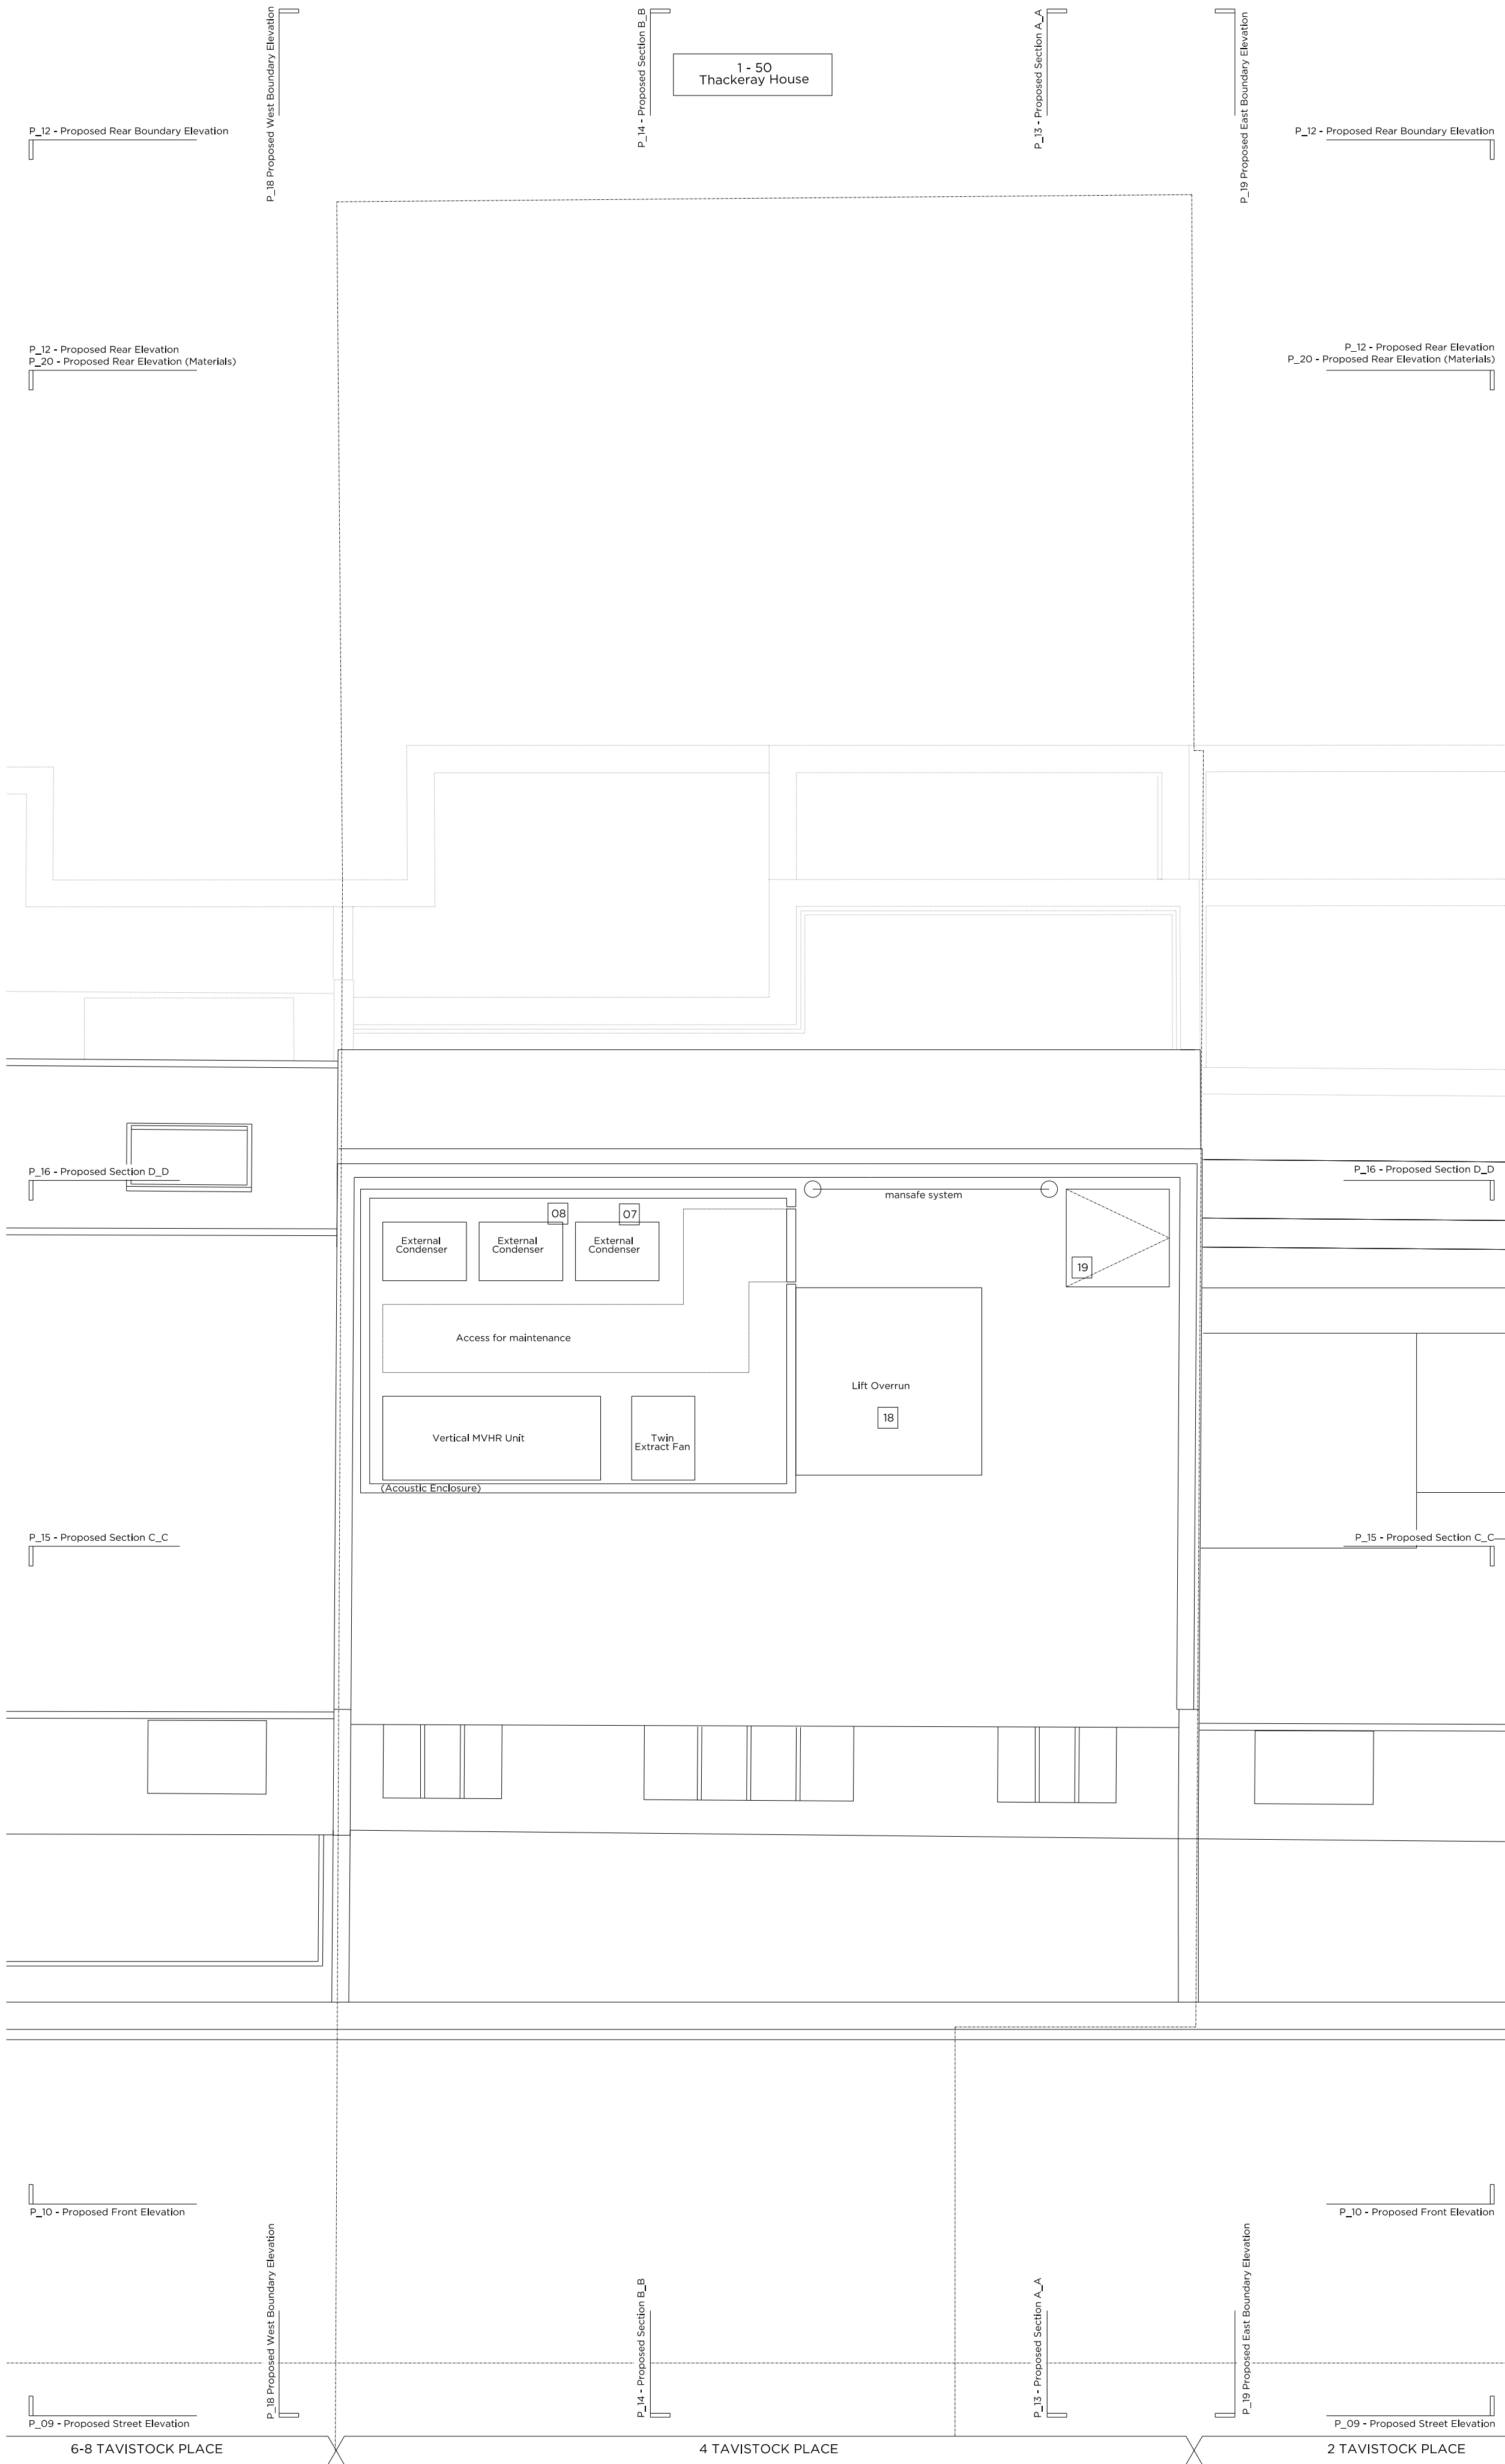 P_18 Proposed West Boundary Elevation
P_14 - Proposed Section B_B
1 - 50
Thackeray House
P_13 - Proposed Section A_A
P_19 Proposed East Boundary Elevation
P_12 - Proposed Rear Boundary Elevation
P_12 - Proposed Rear Boundary Elevation
P_12 - Proposed Rear Elevation
P_20 - Proposed Rear Elevation (Materials)
P_12 - Proposed Rear Elevation
P_20 - Proposed Rear Elevation (Materials)
P_16 - Proposed Section D_D
P_16 - Proposed Section D_D
mansafe system
08
07
External
Condenser
External
Condenser
External
Condenser
19
Access for maintenance
Lift Overrun
18
Vertical MVHR Unit
Twin
Extract Fan
(Acoustic Enclosure)
P_15 - Proposed Section C_C
P_15 - Proposed Section C_C
P_10 - Proposed Front Elevation
P_10 - Proposed Front Elevation
P_18 Proposed West Boundary Elevation
P_14 - Proposed Section B_B
P_13 - Proposed Section A_A
P_19 Proposed East Boundary Elevation
P_09 - Proposed Street Elevation
P_09 - Proposed Street Elevation
6-8 TAVISTOCK PLACE
4 TAVISTOCK PLACE
2 TAVISTOCK PLACE